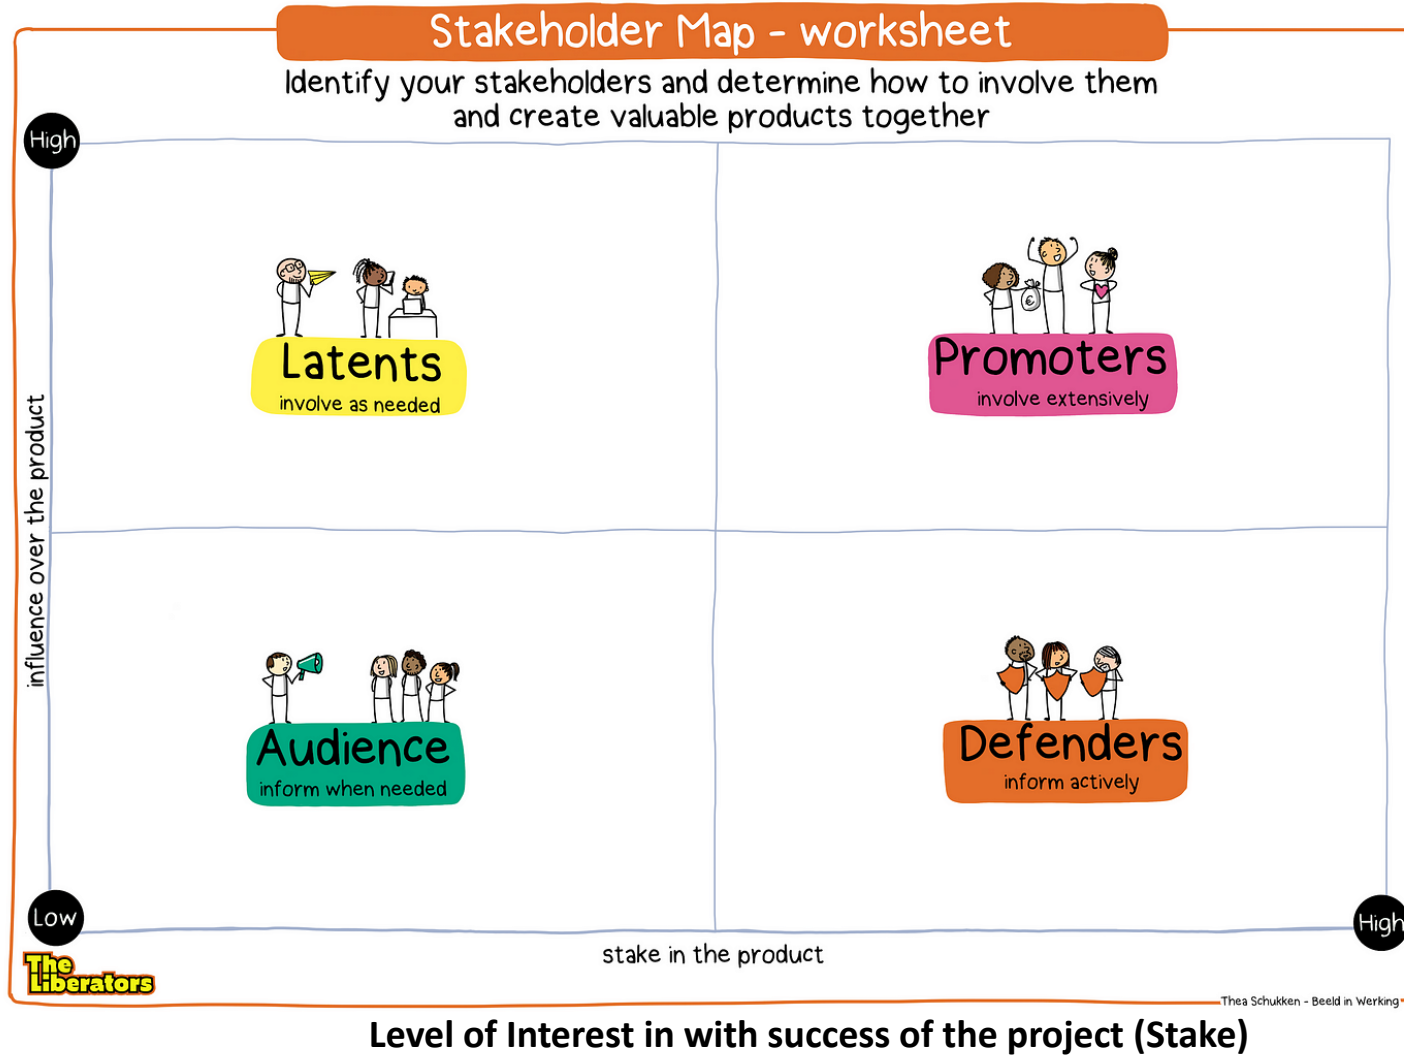 Stakeholder Map - worksheet
Identify your stakeholders and determine how to involve them
and create valuable products together
High
influence over the product
Latents
involve as needed
€
Promoters
involve extensively
Audience
inform when needed
Defenders
inform actively
Low
High
stake in the product
The
Liberators
Thea Schukken - Beeld in Werking
Level of Interest in with success of the project (Stake)